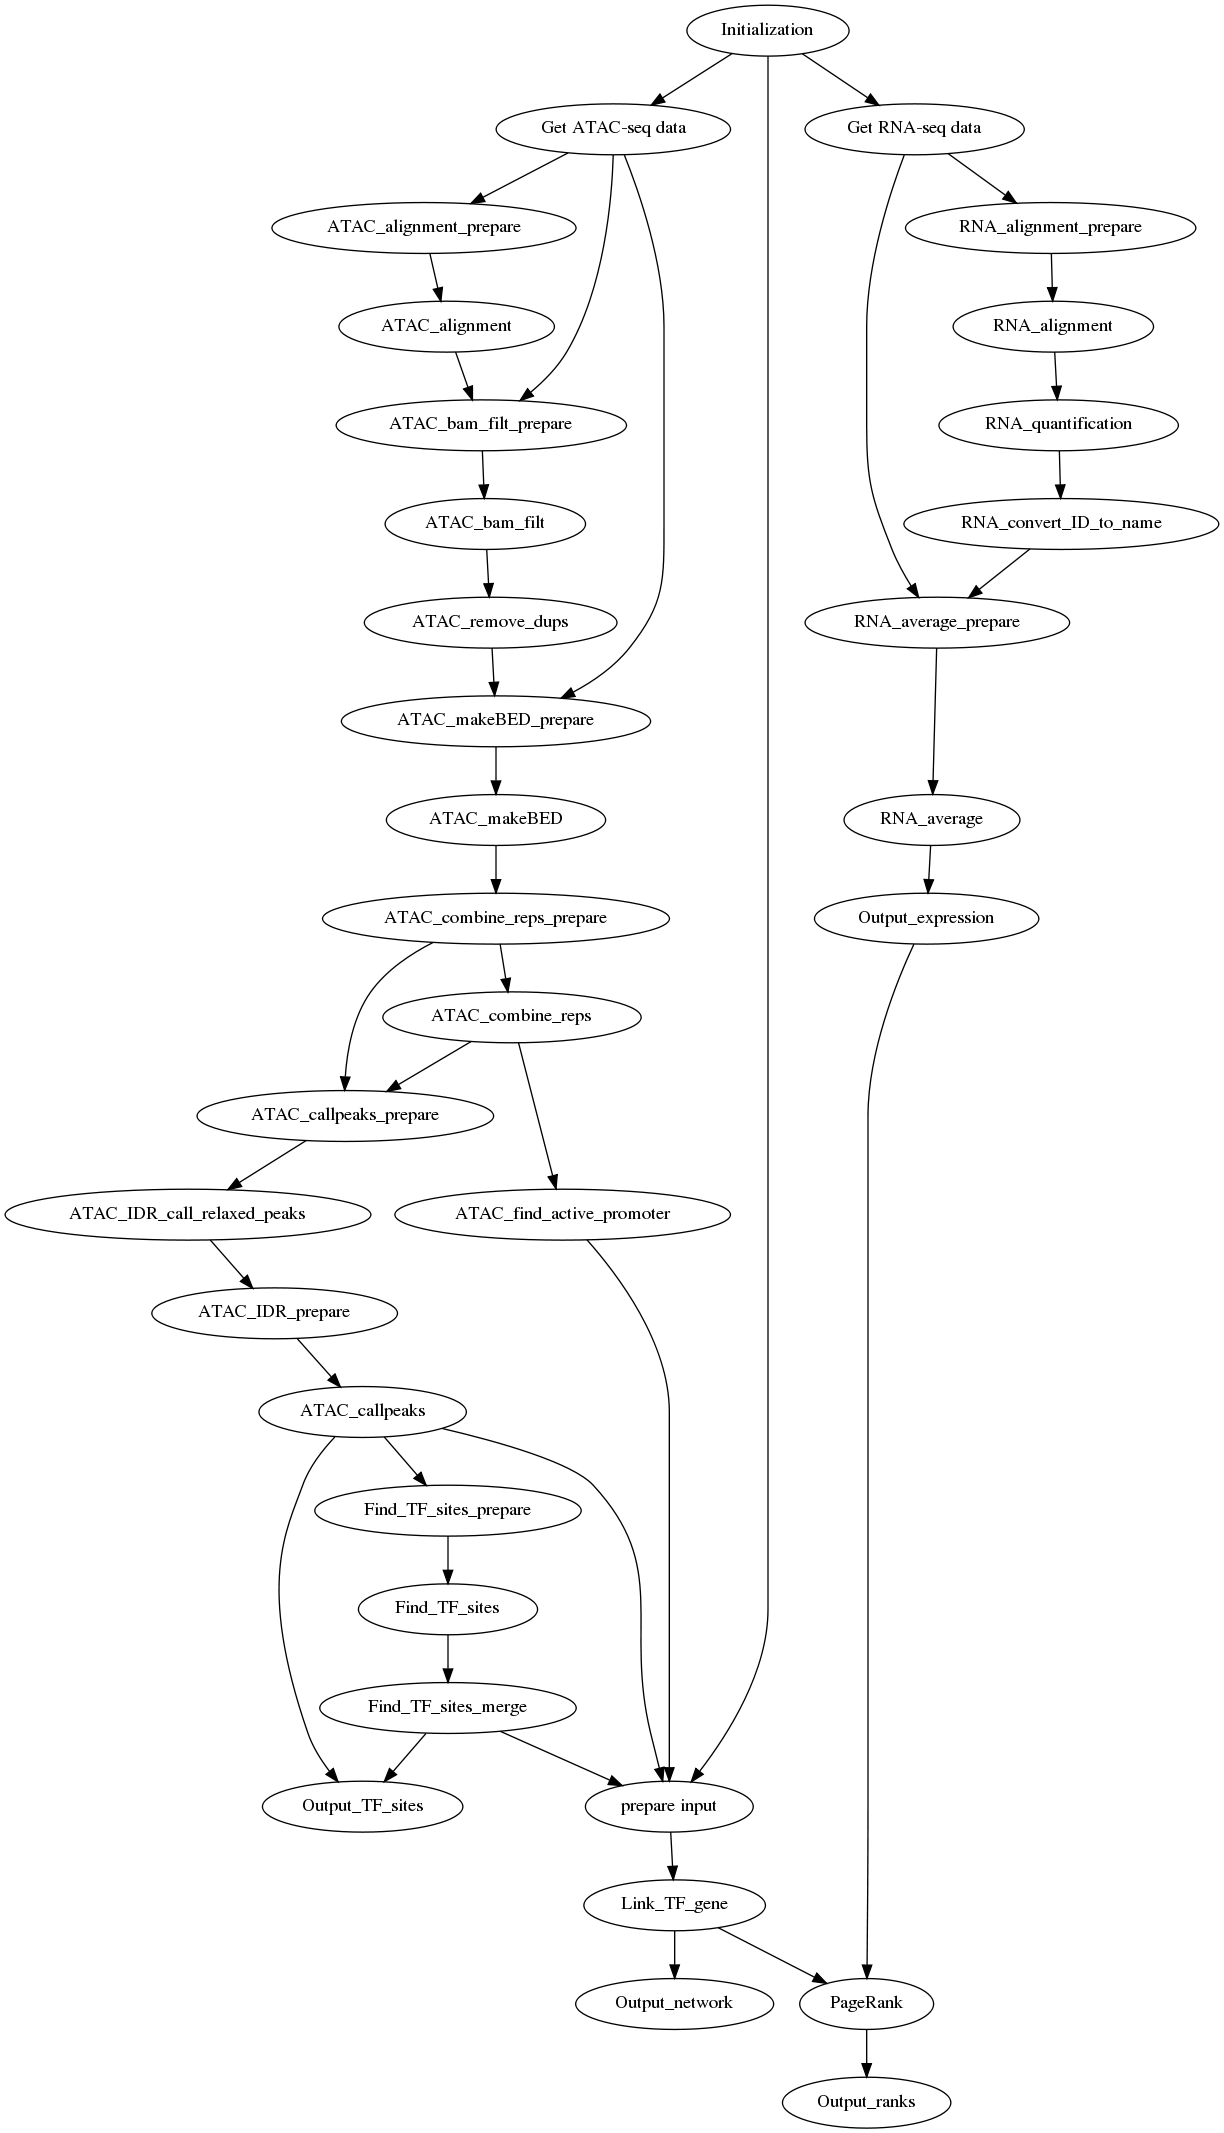 Initialization
Get ATAC-seq data
Get RNA-seq data
ATAC_alignment_prepare
RNA_alignment_prepare
ATAC_alignment
RNA_alignment
ATAC_bam_filt_prepare
RNA_quantification
ATAC_bam_filt
RNA_convert_ID_to_name
ATAC_remove_dups
RNA_average_prepare
ATAC_makeBED_prepare
ATAC_makeBED
RNA_average
ATAC_combine_reps_prepare
Output_expression
ATAC_combine_reps
ATAC_callpeaks_prepare
ATAC_IDR_call_relaxed_peaks
ATAC_find_active_promoter
ATAC_IDR_prepare
ATAC_callpeaks
Find_TF_sites_prepare
Find_TF_sites
Find_TF_sites_merge
Output_TF_sites
prepare input
Link_TF_gene
Output_network
PageRank
Output_ranks